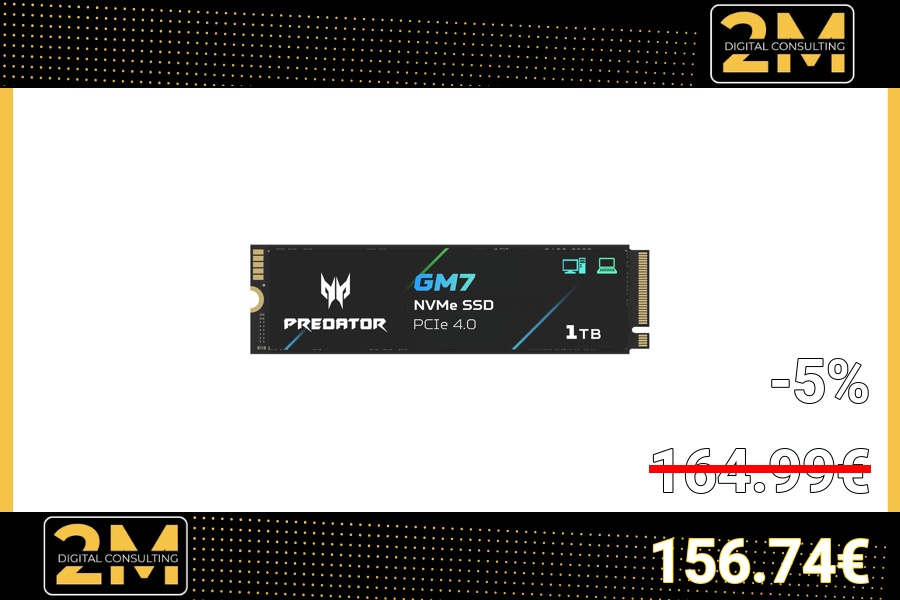 2M
DIGITAL CONSULTING
PREDATOR
GM7
NVMe SSD
PCIe 4.0
1TB
-5%
164.99€
2M
DIGITAL CONSULTING
156.74€